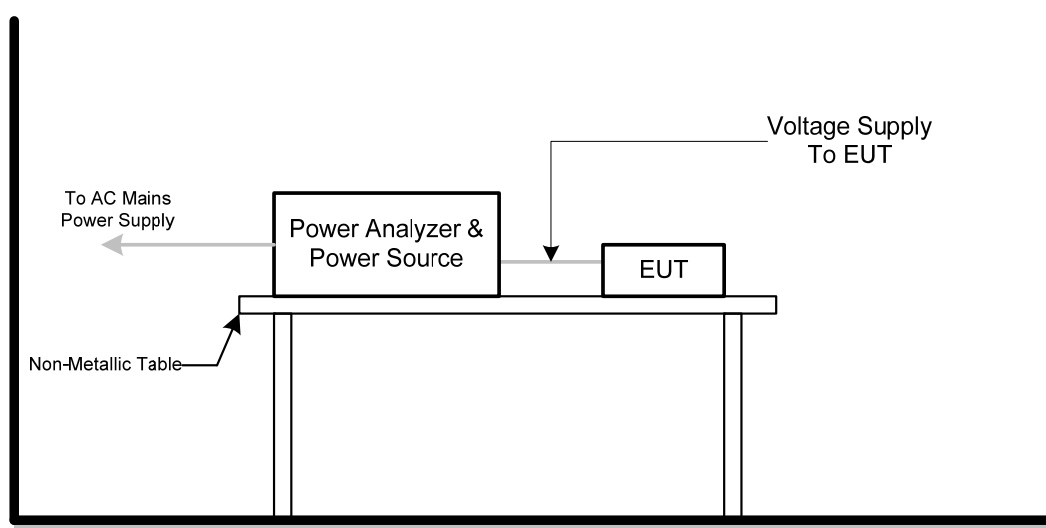 Voltage Supply
To EUT
To AC Mains
Power Supply
Power Analyzer &
Power Source
EUT
Non-Metallic Table